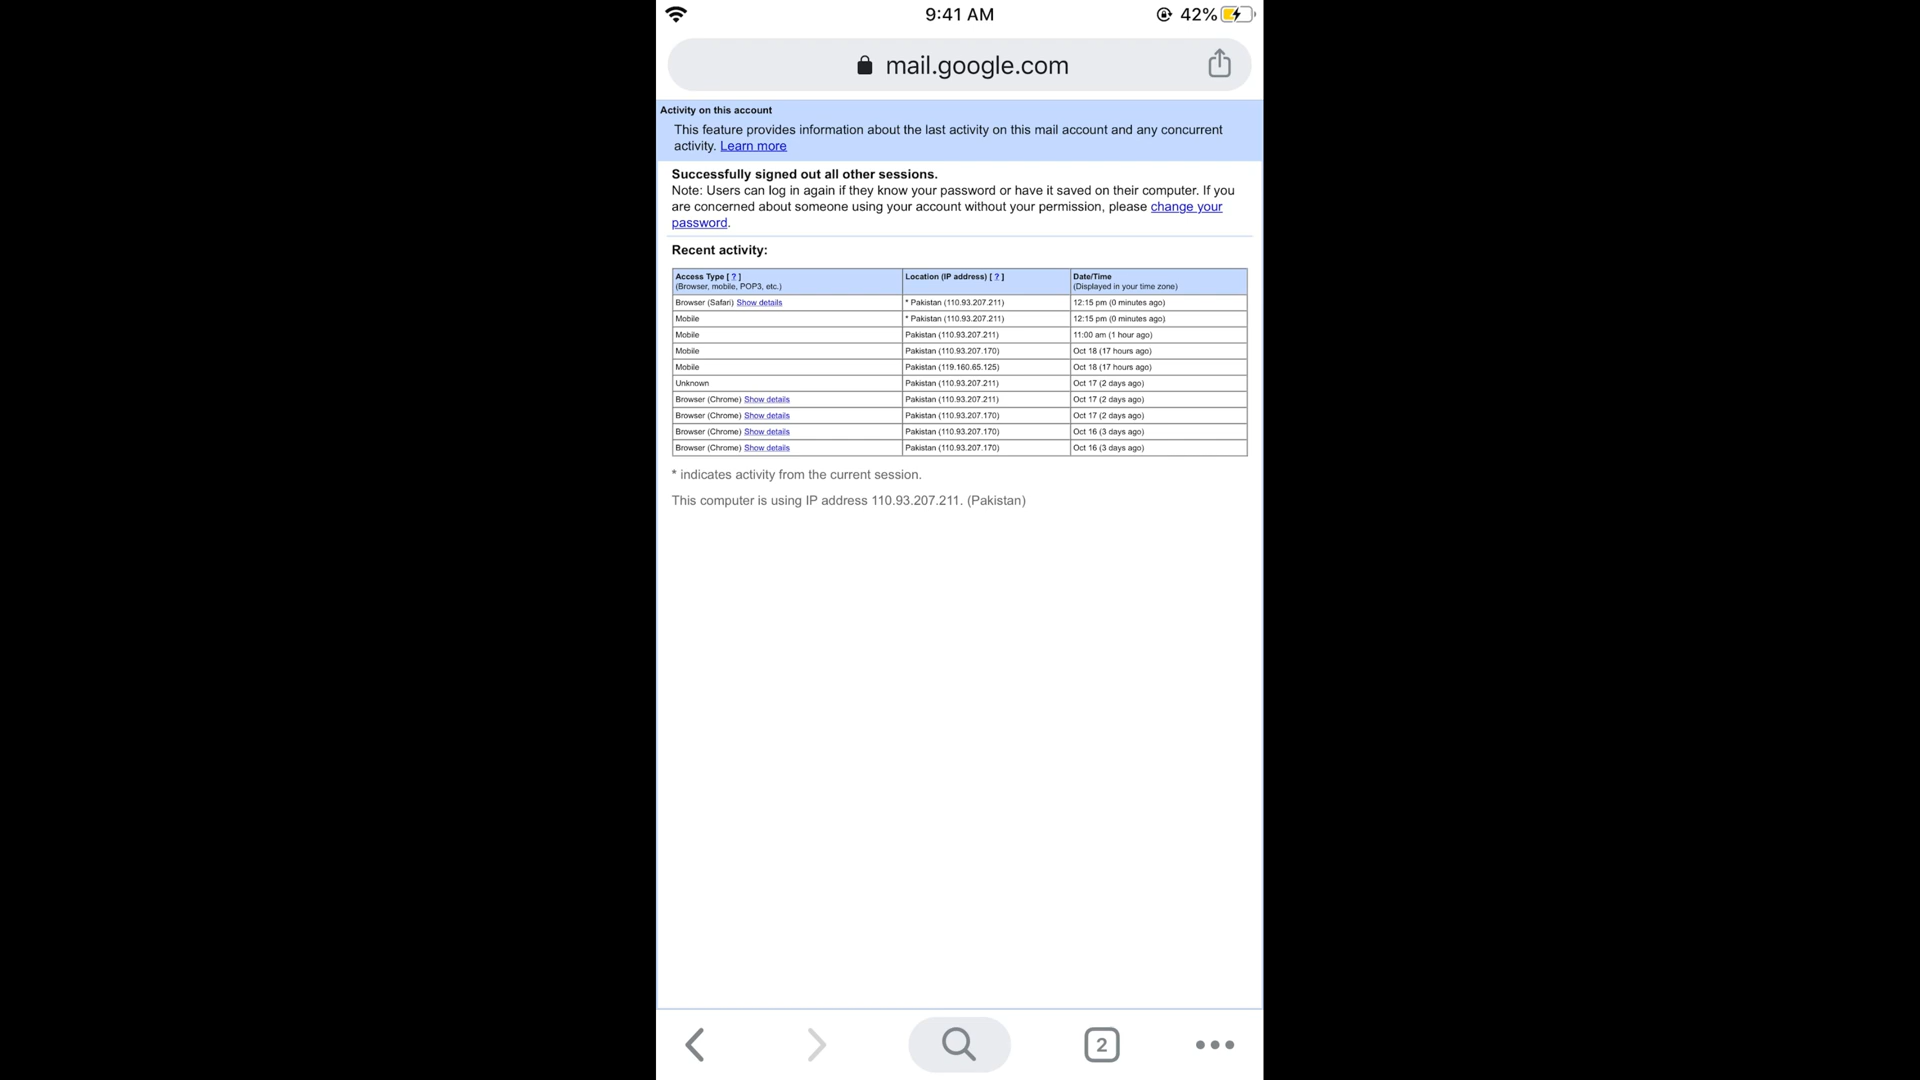 9:41 AM
42%
mail.google.com
Activity on this account
This feature provides information about the last activity on this mail account and any concurrent
activity. Learn more
Successfully signed out all other sessions.
Note: Users can log in again if they know your password or have it saved on their computer. If you
are concerned about someone using your account without your permission, please change your
password.
Recent activity:
Access Type [ ? ] Location (IP address) [ ? ] Date/Time
(Browser, mobile, POP3, etc.) (Displayed in your time zone)
Browser (Safari) Show details * Pakistan (110.93.207.211) 12:15 pm (0 minutes ago)
Mobile * Pakistan (110.93.207.211) 12:15 pm (0 minutes ago)
Mobile Pakistan (110.93.207.211) 11:00 am (1 hour ago)
Mobile Pakistan (110.93.207.170) Oct 18 (17 hours ago)
Mobile Pakistan (119.160.65.125) Oct 18 (17 hours ago)
Unknown Pakistan (110.93.207.211) Oct 17 (2 days ago)
Browser (Chrome) Show details Pakistan (110.93.207.211) Oct 17 (2 days ago)
Browser (Chrome) Show details Pakistan (110.93.207.170) Oct 17 (2 days ago)
Browser (Chrome) Show details Pakistan (110.93.207.170) Oct 16 (3 days ago)
Browser (Chrome) Show details Pakistan (110.93.207.170) Oct 16 (3 days ago)
* indicates activity from the current session.
This computer is using IP address 110.93.207.211. (Pakistan)
2